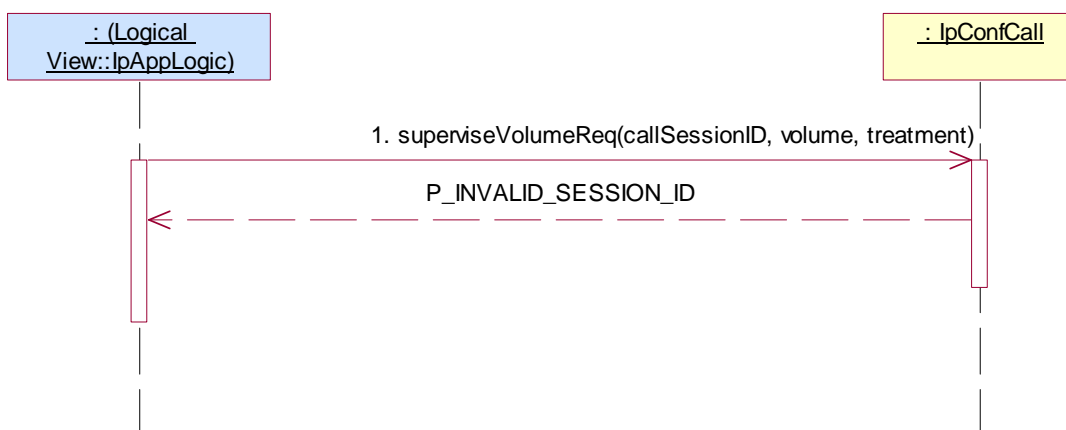 : (Logical
View::IpAppLogic)
: IpConfCall
1. superviseVolumeReq(callSessionID, volume, treatment)
P_INVALID_SESSION_ID